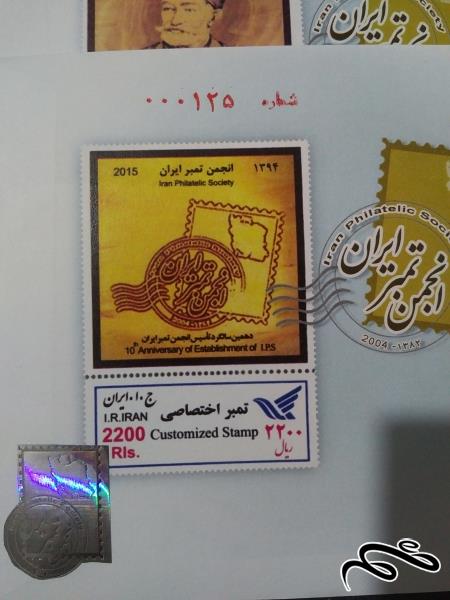 شماره ۰۰۰۱۲۵
2015 انجمن تمبر ایران ۱۳۹۴
Iran Philatelic Society
انجمن تمبر ایران
دهمین سالگرد تأسیس انجمن تمبر ایران
10th Anniversary of Establishment of I.P.S
ج.ا.ایران
I.R.IRAN
تمبر اختصاصی
2200 Customized Stamp ۲۲۰۰
Rls. ریال
Iran Philatelic Society
انجمن تمبر ایران
2004 - ۱۳۸۲